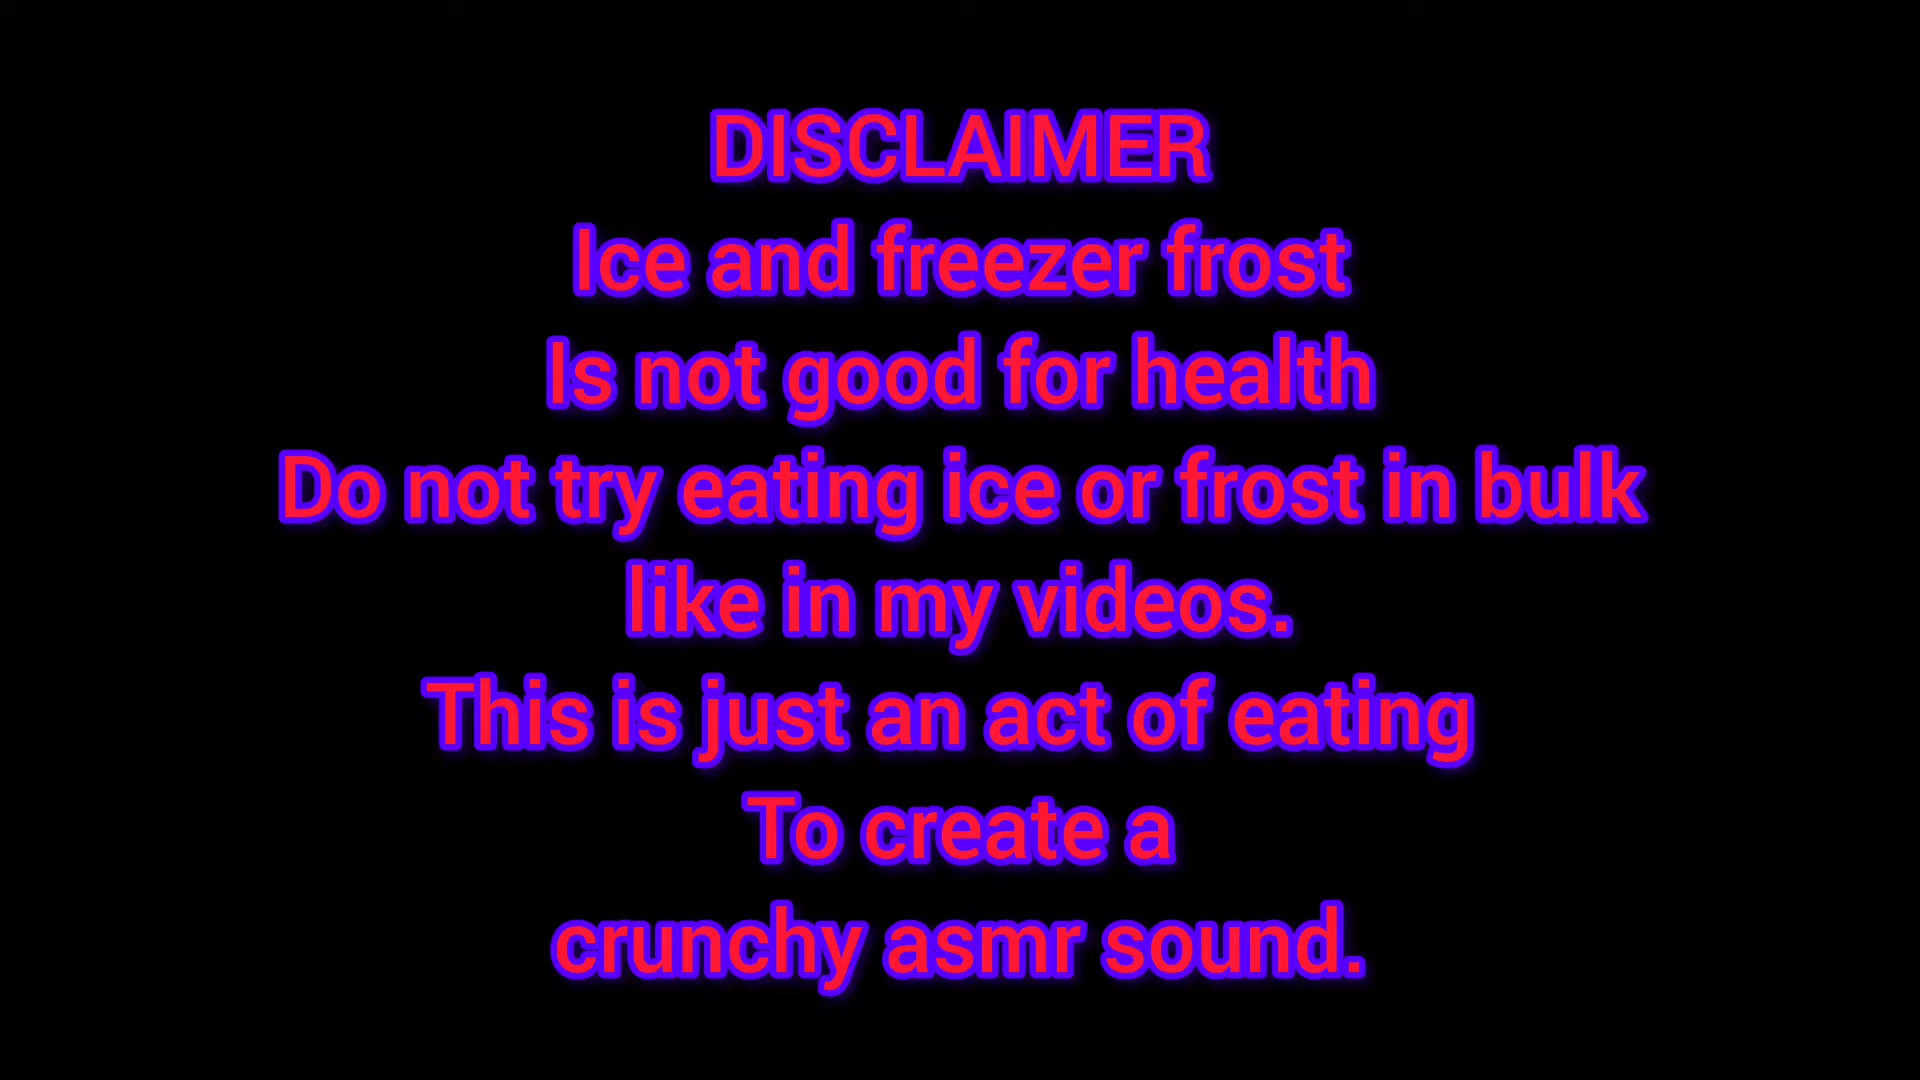 DISCLAIMER
Ice and freezer frost
Is not good for health
Do not try eating ice or frost in bulk
like in my videos.
This is just an act of eating
To create a
crunchy asmr sound.